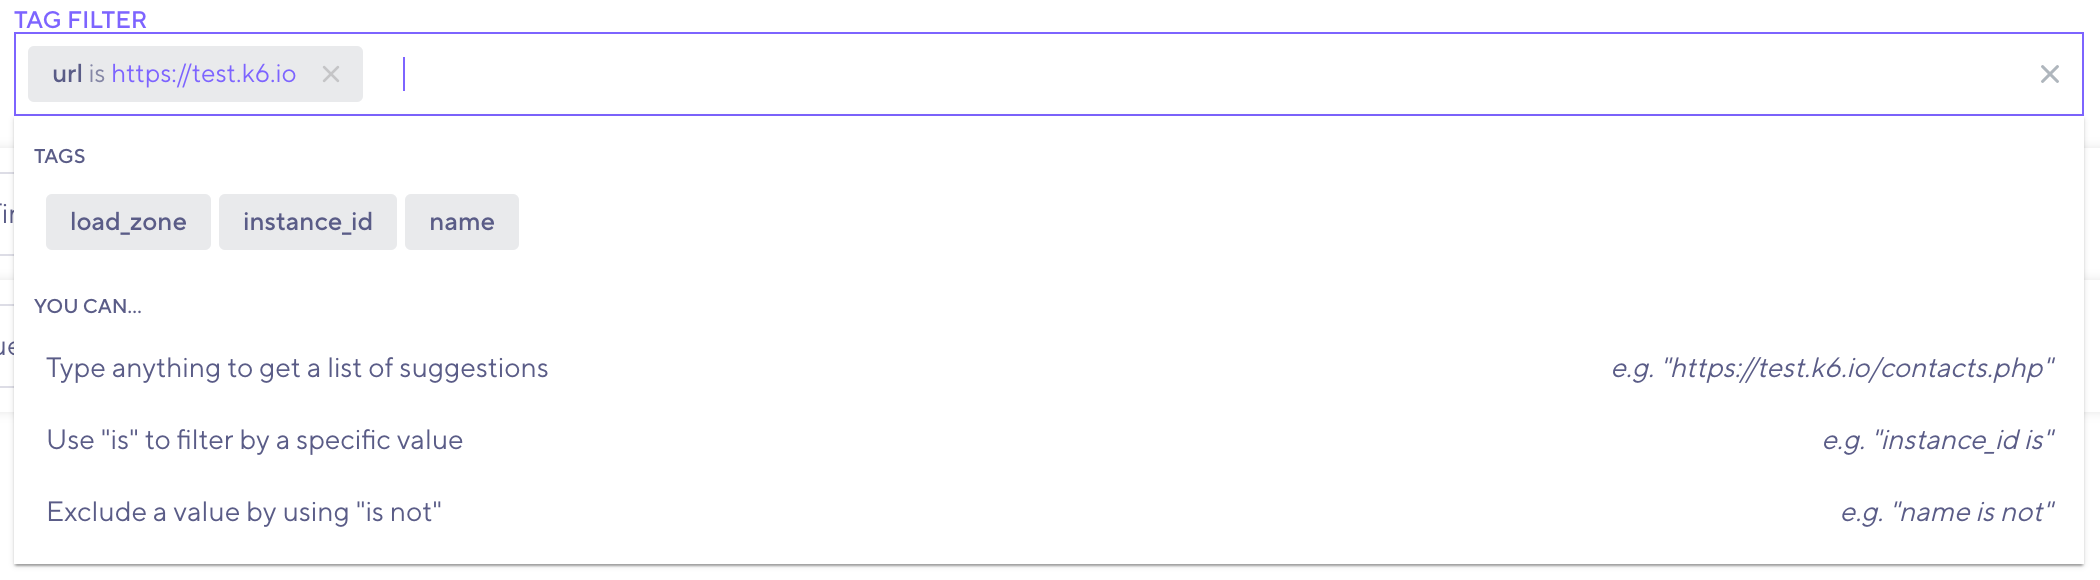 TAG FILTER
url is https://test.k6.io
TAGS
load_zone instance_id name
YOU CAN...
Type anything to get a list of suggestions e.g. "https://test.k6.io/contacts.php"
Use "is" to filter by a specific value e.g. "instance_id is"
Exclude a value by using "is not" e.g. "name is not"